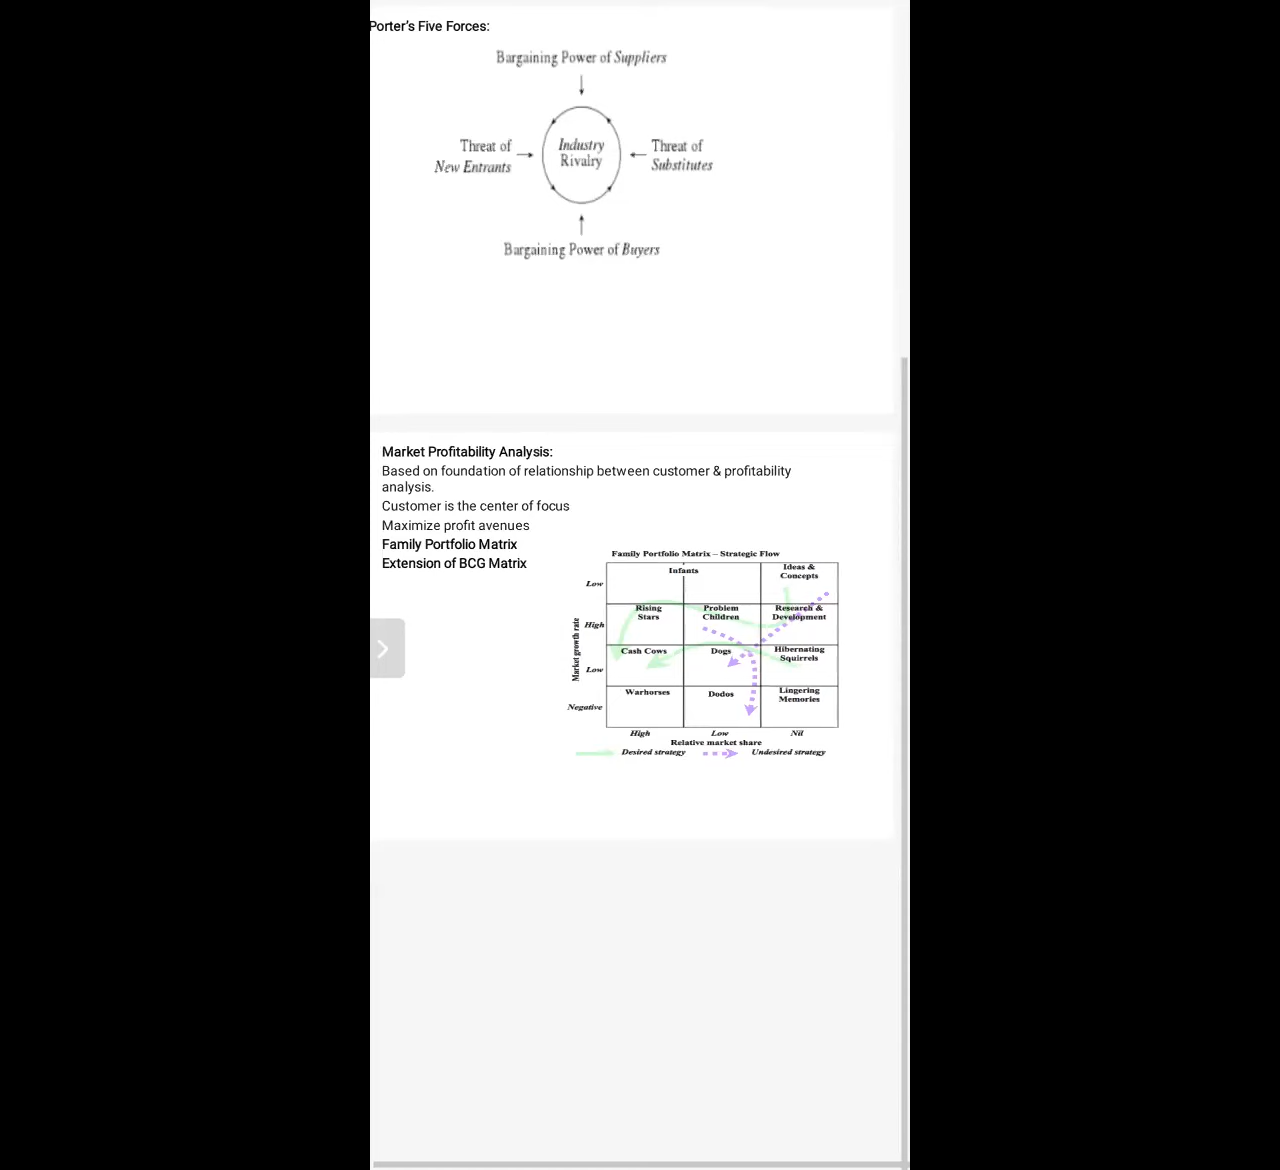 Porter's Five Forces:
Bargaining Power of Suppliers
Threat of
New Entrants
Industry
Rivalry
Threat of
Substitutes
Bargaining Power of Buyers
Market Profitability Analysis:
Based on foundation of relationship between customer & profitability
analysis.
Customer is the center of focus
Maximize profit avenues
Family Portfolio Matrix
Extension of BCG Matrix
Family Portfolio Matrix – Strategic Flow
Market growth rate
Low
Infants
Ideas &
Concepts
High
Rising
Stars
Problem
Children
Research &
Development
Low
Cash Cows
Dogs
Hibernating
Squirrels
Negative
Warhorses
Dodos
Lingering
Memories
High
Low
Nil
Relative market share
Desired strategy
Undesired strategy